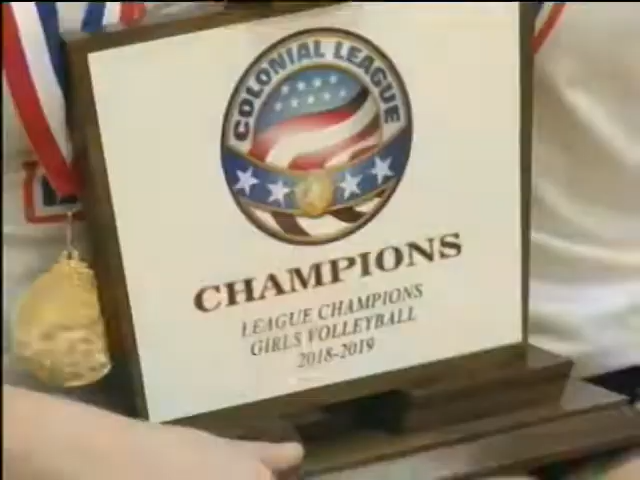 COLONIAL LEAGUE
CHAMPIONS
LEAGUE CHAMPIONS
GIRLS VOLLEYBALL
2018-2019